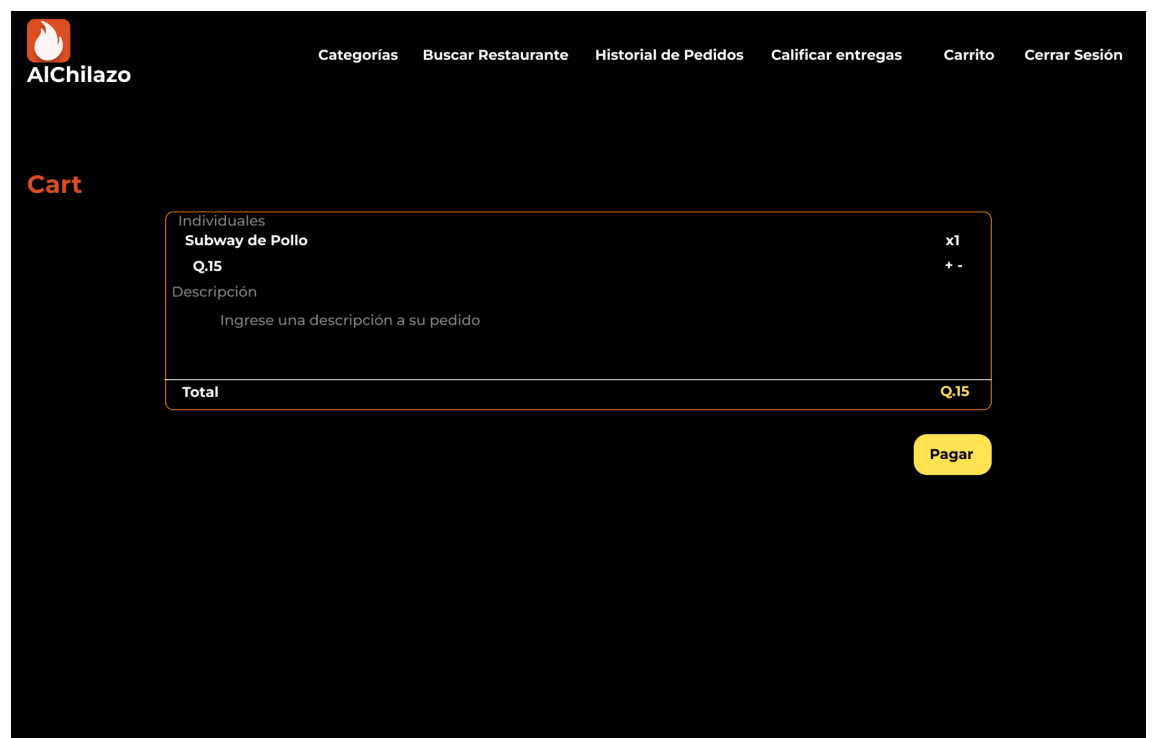 AlChilazo
Categorías Buscar Restaurante Historial de Pedidos Calificar entregas Carrito Cerrar Sesión
Cart
Individuales
Subway de Pollo x1
Q.15 + -
Descripción
Ingrese una descripción a su pedido
Total Q.15
Pagar